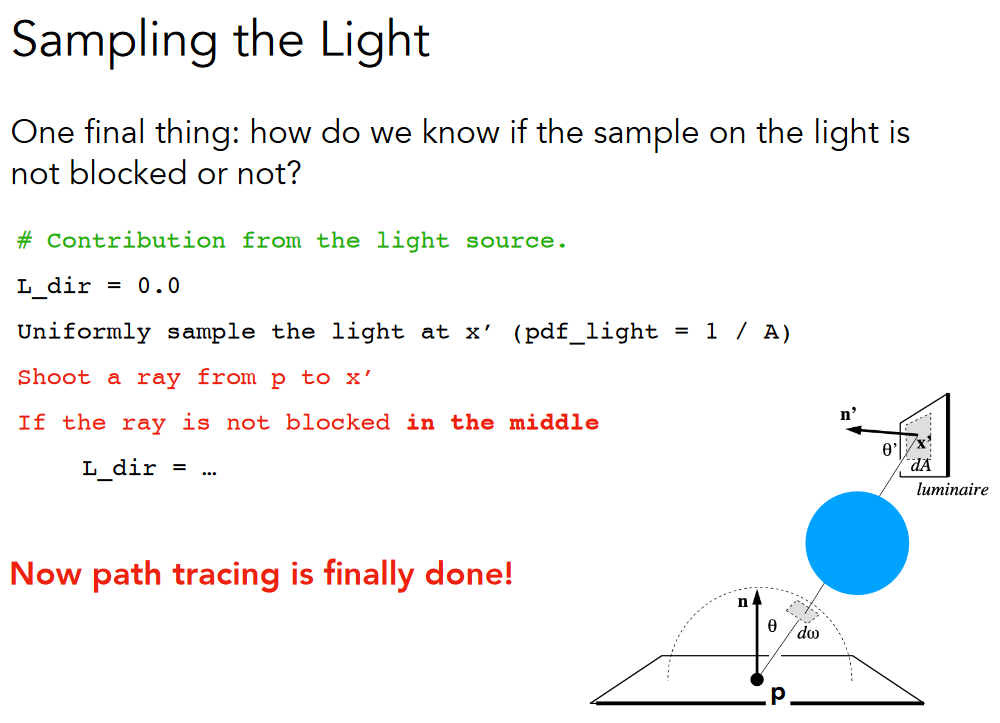 Sampling the Light
One final thing: how do we know if the sample on the light is
not blocked or not?
# Contribution from the light source.
L_dir = 0.0
Uniformly sample the light at x′ (pdf_light = 1 / A)
Shoot a ray from p to x′
If the ray is not blocked in the middle
L_dir = …
Now path tracing is finally done!
n'
θ'
x'
dA
luminaire
n
θ
dω
p